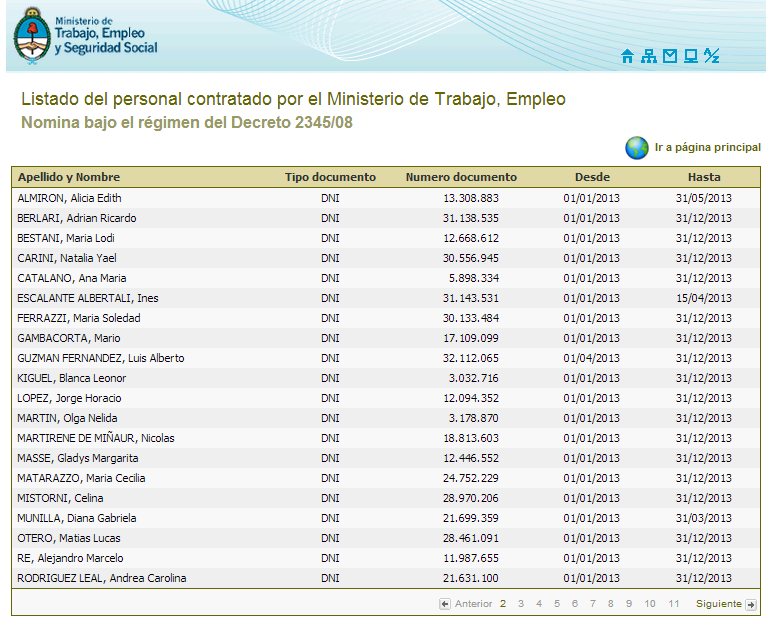 Ministerio de
Trabajo, Empleo
y Seguridad Social
Listado del personal contratado por el Ministerio de Trabajo, Empleo
Nomina bajo el régimen del Decreto 2345/08
Ir a página principal
Apellido y Nombre Tipo documento Numero documento Desde Hasta
ALMIRON, Alicia Edith DNI 13.308.883 01/01/2013 31/05/2013
BERLARI, Adrian Ricardo DNI 31.138.535 01/01/2013 31/12/2013
BESTANI, Maria Lodi DNI 12.668.612 01/01/2013 31/12/2013
CARINI, Natalia Yael DNI 30.556.945 01/01/2013 31/12/2013
CATALANO, Ana Maria DNI 5.898.334 01/01/2013 31/12/2013
ESCALANTE ALBERTALI, Ines DNI 31.143.531 01/01/2013 15/04/2013
FERRAZZI, Maria Soledad DNI 30.133.484 01/01/2013 31/12/2013
GAMBACORTA, Mario DNI 17.109.099 01/01/2013 31/12/2013
GUZMAN FERNANDEZ, Luis Alberto DNI 32.112.065 01/04/2013 31/12/2013
KIGUEL, Blanca Leonor DNI 3.032.716 01/01/2013 31/12/2013
LOPEZ, Jorge Horacio DNI 12.094.352 01/01/2013 31/12/2013
MARTIN, Olga Nelida DNI 3.178.870 01/01/2013 31/12/2013
MARTIRENE DE MIÑAUR, Nicolas DNI 18.813.603 01/01/2013 31/12/2013
MASSE, Gladys Margarita DNI 12.446.552 01/01/2013 31/12/2013
MATARAZZO, Maria Cecilia DNI 24.752.229 01/01/2013 31/12/2013
MISTORNI, Celina DNI 28.970.206 01/01/2013 31/12/2013
MUNILLA, Diana Gabriela DNI 21.699.359 01/01/2013 31/03/2013
OTERO, Matias Lucas DNI 28.461.091 01/01/2013 31/12/2013
RE, Alejandro Marcelo DNI 11.987.655 01/01/2013 31/12/2013
RODRIGUEZ LEAL, Andrea Carolina DNI 21.631.100 01/01/2013 31/12/2013
Anterior 2 3 4 5 6 7 8 9 10 11 Siguiente